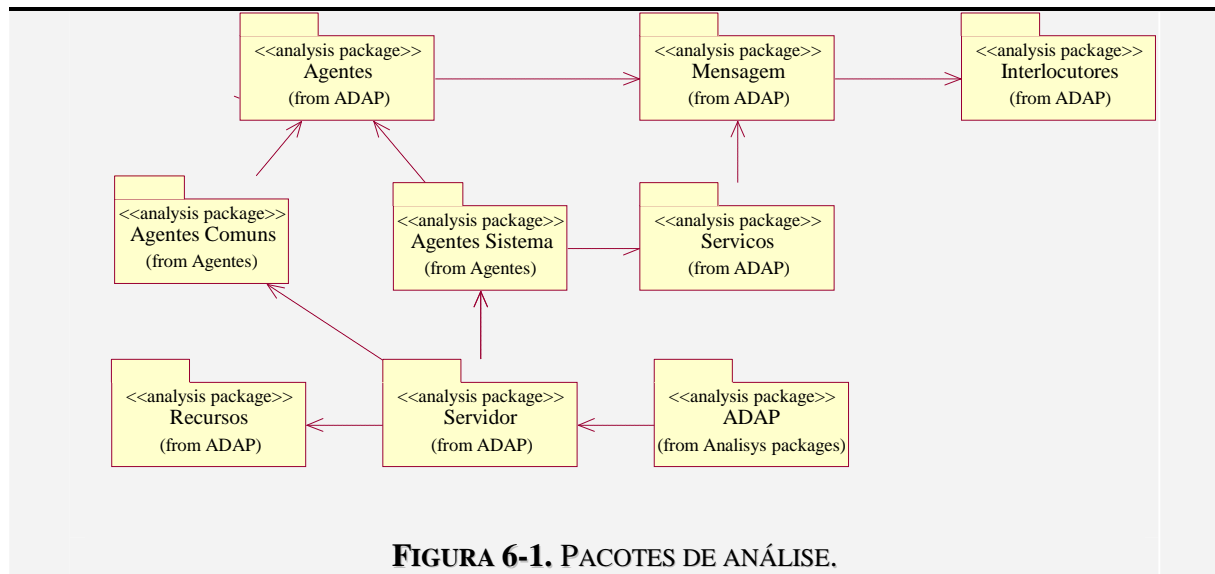 <<analysis package>>
Agentes
(from ADAP)
<<analysis package>>
Mensagem
(from ADAP)
<<analysis package>>
Interlocutores
(from ADAP)
<<analysis package>>
Agentes Comuns
(from Agentes)
<<analysis package>>
Agentes Sistema
(from Agentes)
<<analysis package>>
Servicos
(from ADAP)
<<analysis package>>
Recursos
(from ADAP)
<<analysis package>>
Servidor
(from ADAP)
<<analysis package>>
ADAP
(from Analisys packages)
FIGURA 6-1. PACOTES DE ANÁLISE.